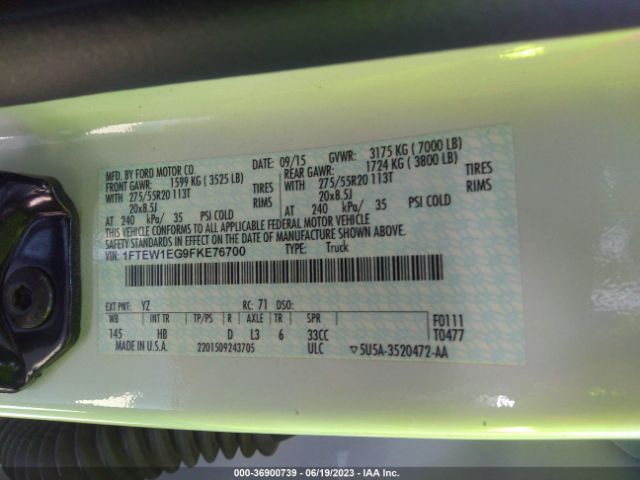 MFD. BY FORD MOTOR CO. DATE: 09/15 GVWR: 3175 KG ( 7000 LB)
FRONT GAWR: 1599 KG ( 3525 LB) REAR GAWR: 1724 KG ( 3800 LB)
WITH 275/55R20 113T TIRES WITH 275/55R20 113T TIRES
20x8.5J RIMS 20x8.5J RIMS
AT 240 kPa/ 35 PSI COLD AT 240 kPa/ 35 PSI COLD
THIS VEHICLE CONFORMS TO ALL APPLICABLE FEDERAL MOTOR VEHICLE
SAFETY STANDARDS IN EFFECT ON THE DATE OF MANUFACTURE SHOWN ABOVE.
VIN: 1FTEW1EG9FKE76700 TYPE: Truck
EXT PNT: YZ RC: 71 DSO:
WB INT TR TP/PS R AXLE TR SPR F0111
145 HB D L3 6 33CC T0477
MADE IN U.S.A. 2201509243705 ULC ▽5U5A-3520472-AA
000-36900739 - 06/19/2023 - IAA Inc.